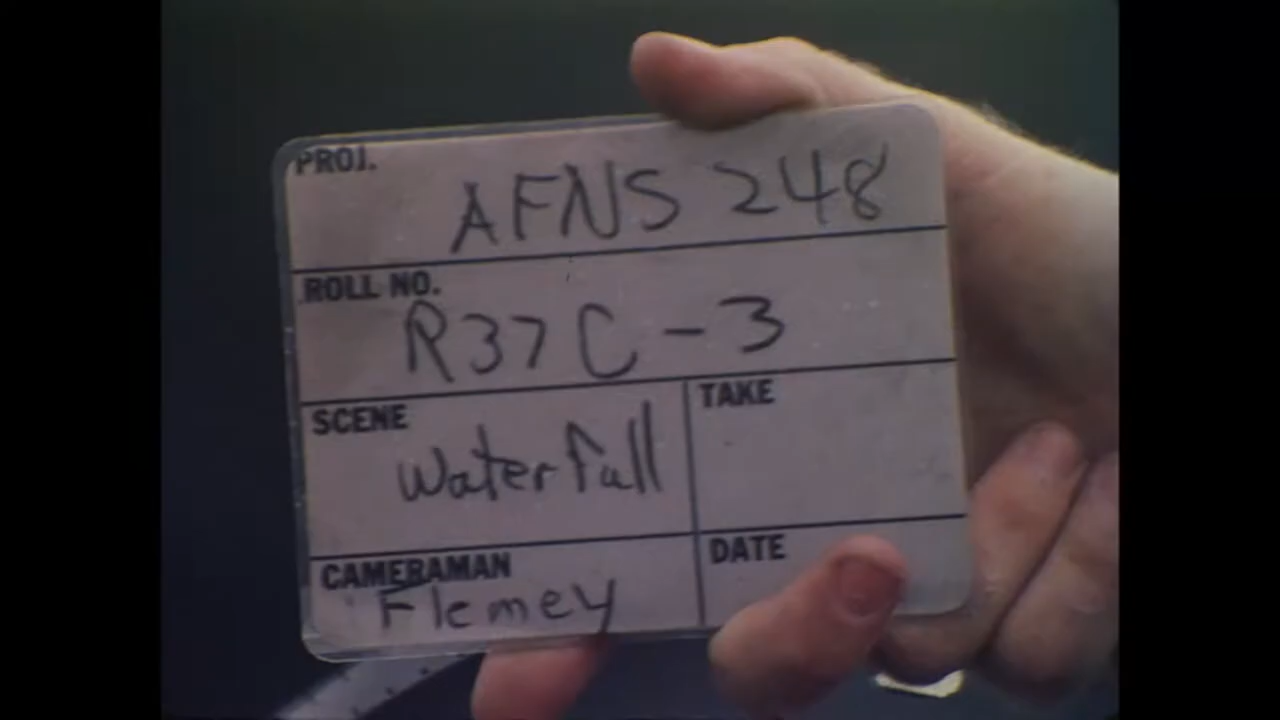 PROJ.
AFNS 248
ROLL NO.
R37C-3
SCENE
Waterfall
TAKE
CAMERAMAN
Flemey
DATE